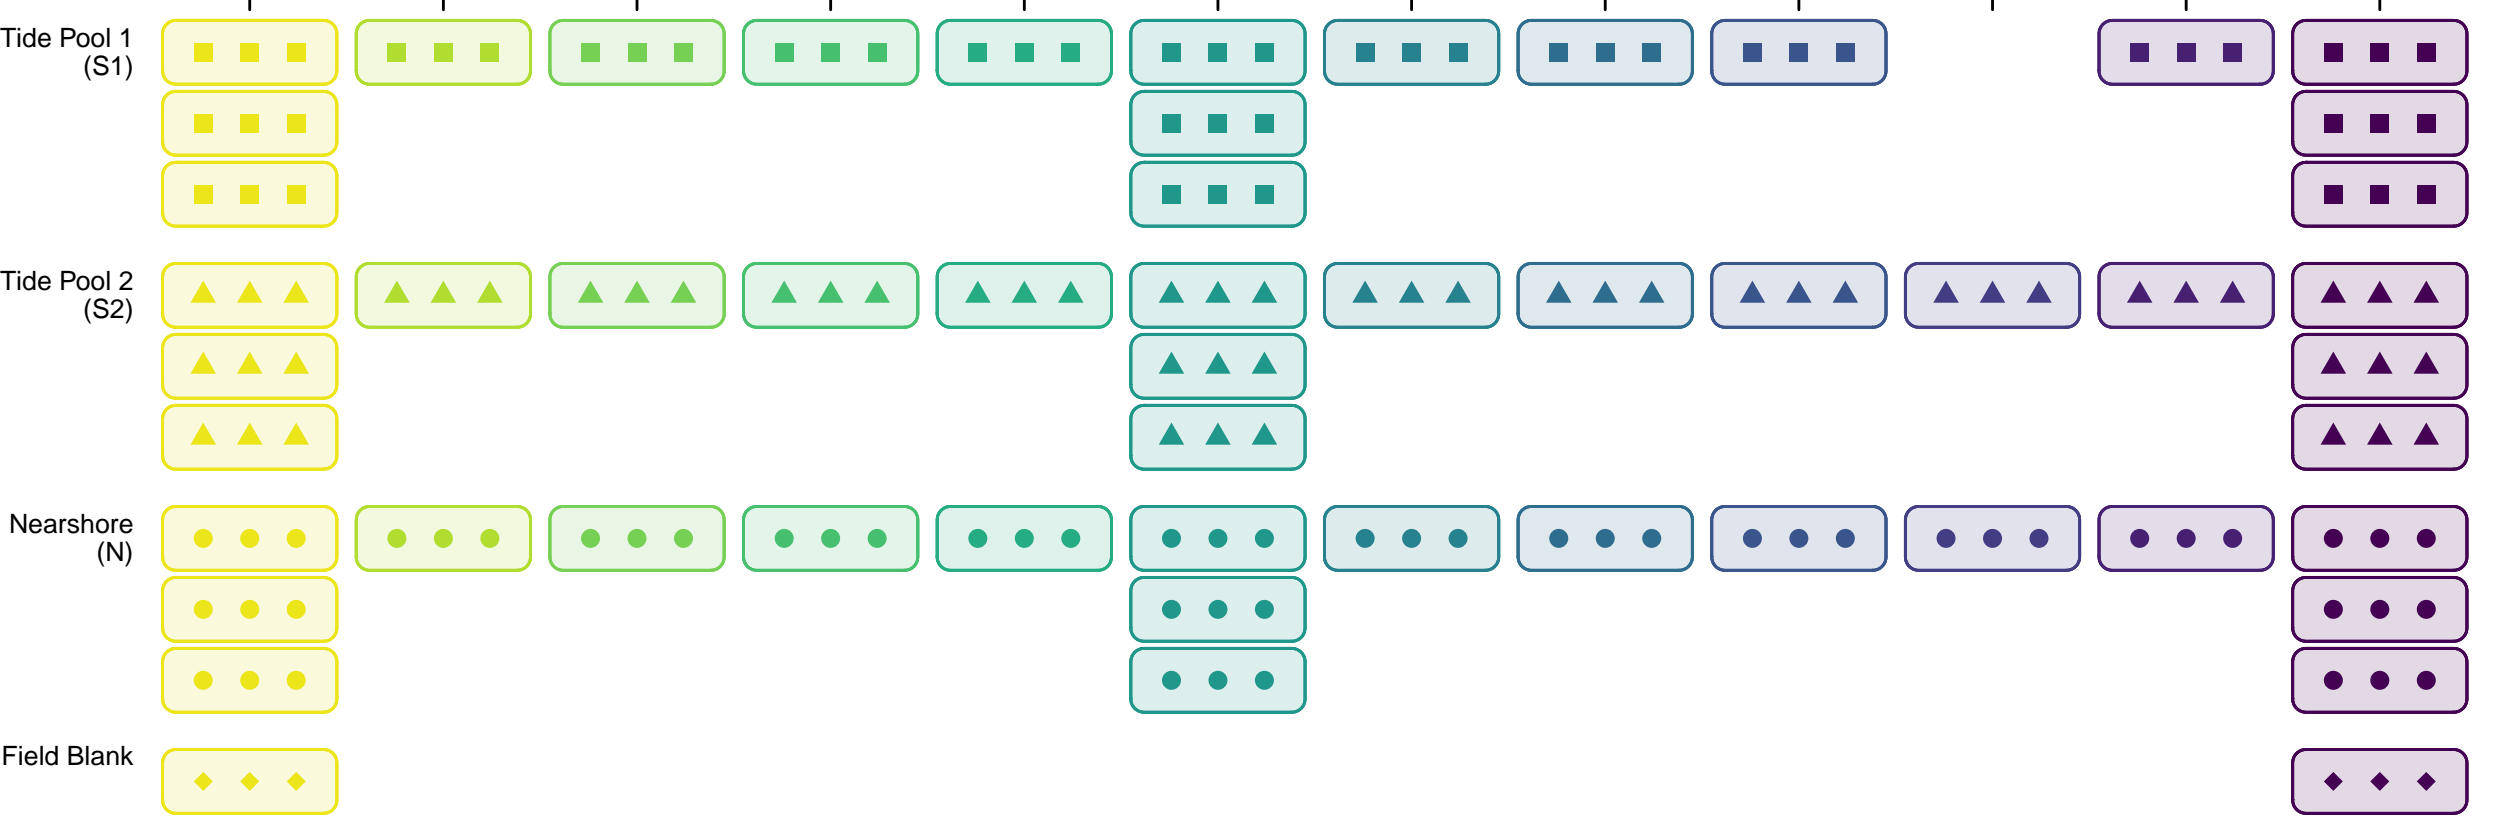 Tide Pool 1
(S1)
Tide Pool 2
(S2)
Nearshore
(N)
Field Blank